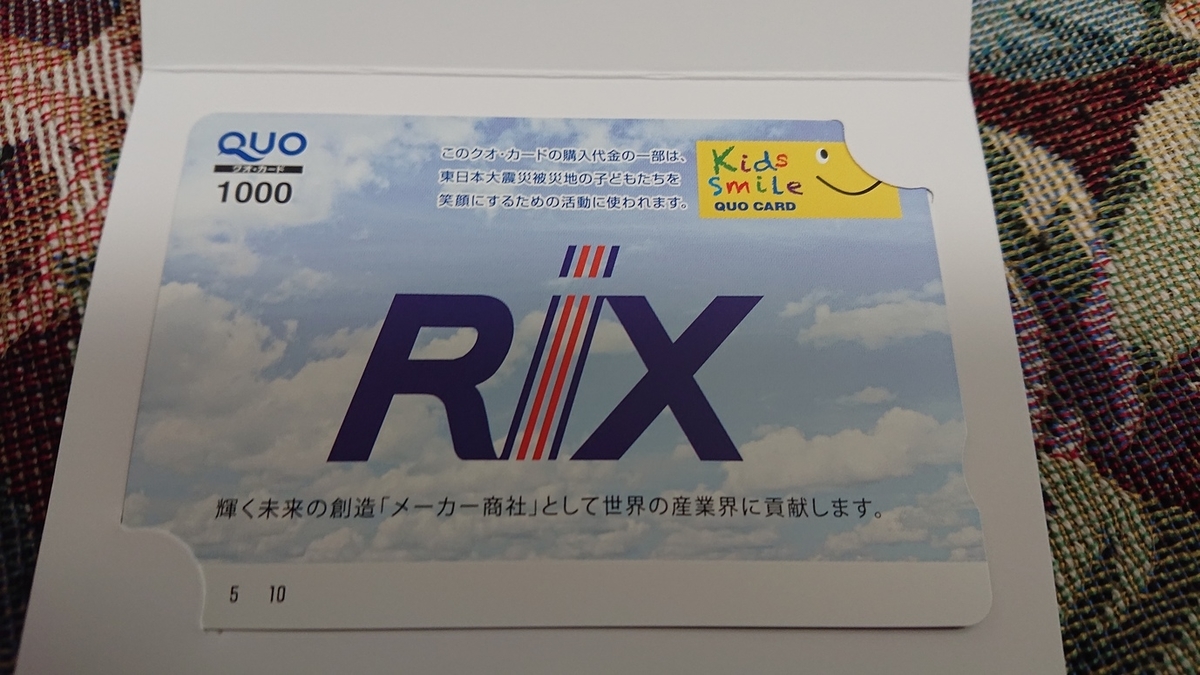 QUO
クオ・カード
1000
このクオ・カードの購入代金の一部は、
東日本大震災被災地の子どもたちを
笑顔にするための活動に使われます。
Kids
Smile
QUO CARD
RiX
輝く未来の創造「メーカー商社」として世界の産業界に貢献します。
5 10